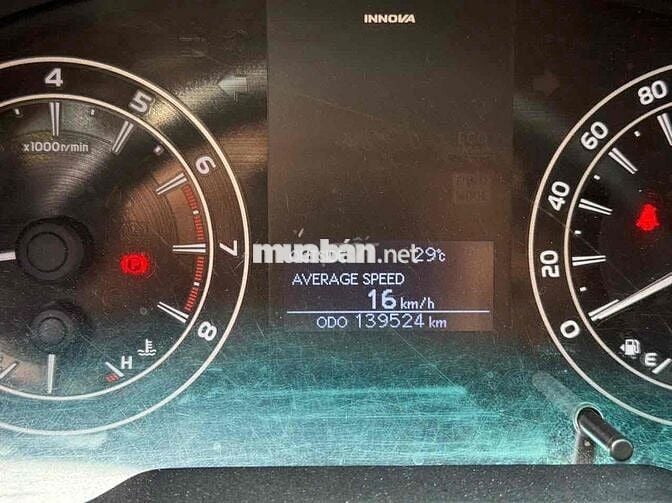 INNOVA
4
5
6
7
8
x1000r/min
(P)
H
muaban.net
29°c
AVERAGE SPEED
16 km/h
ODO 139524 km
80
60
40
20
0
E